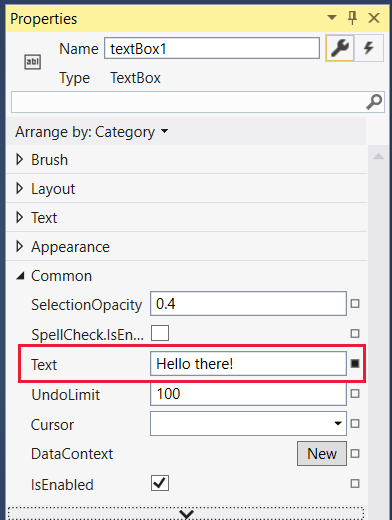 Properties
Name textBox1
abl
Type TextBox
Arrange by: Category
Brush
Layout
Text
Appearance
Common
SelectionOpacity 0.4
SpellCheck.IsEn...
Text Hello there!
UndoLimit 100
Cursor
DataContext New
IsEnabled